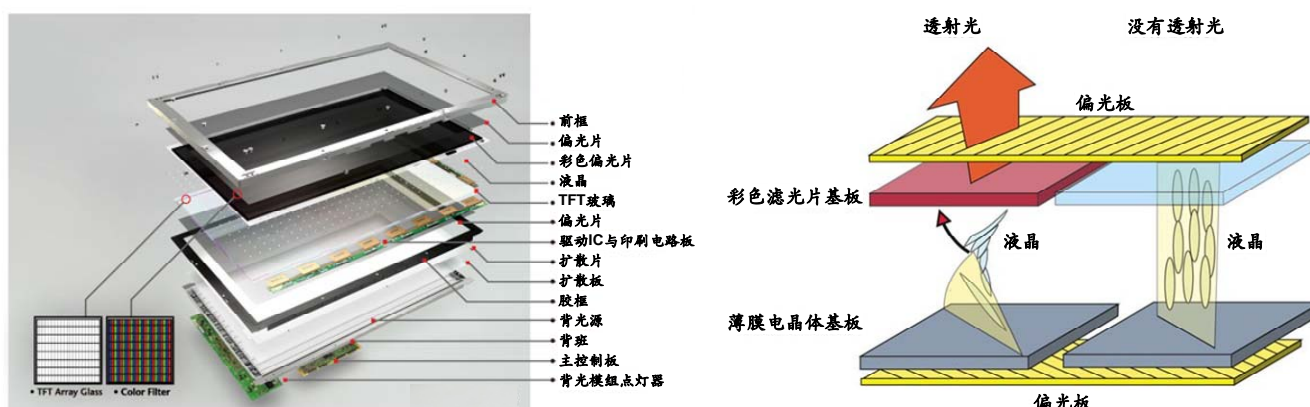 前框
偏光片
彩色偏光片
液晶
TFT玻璃
偏光片
驱动IC与印刷电路板
扩散片
扩散板
胶框
背光源
背班
主控制板
背光模组点灯器
• TFT Array Glass
• Color Filter
透射光
没有透射光
偏光板
彩色滤光片基板
液晶
液晶
薄膜电晶体基板
偏光板